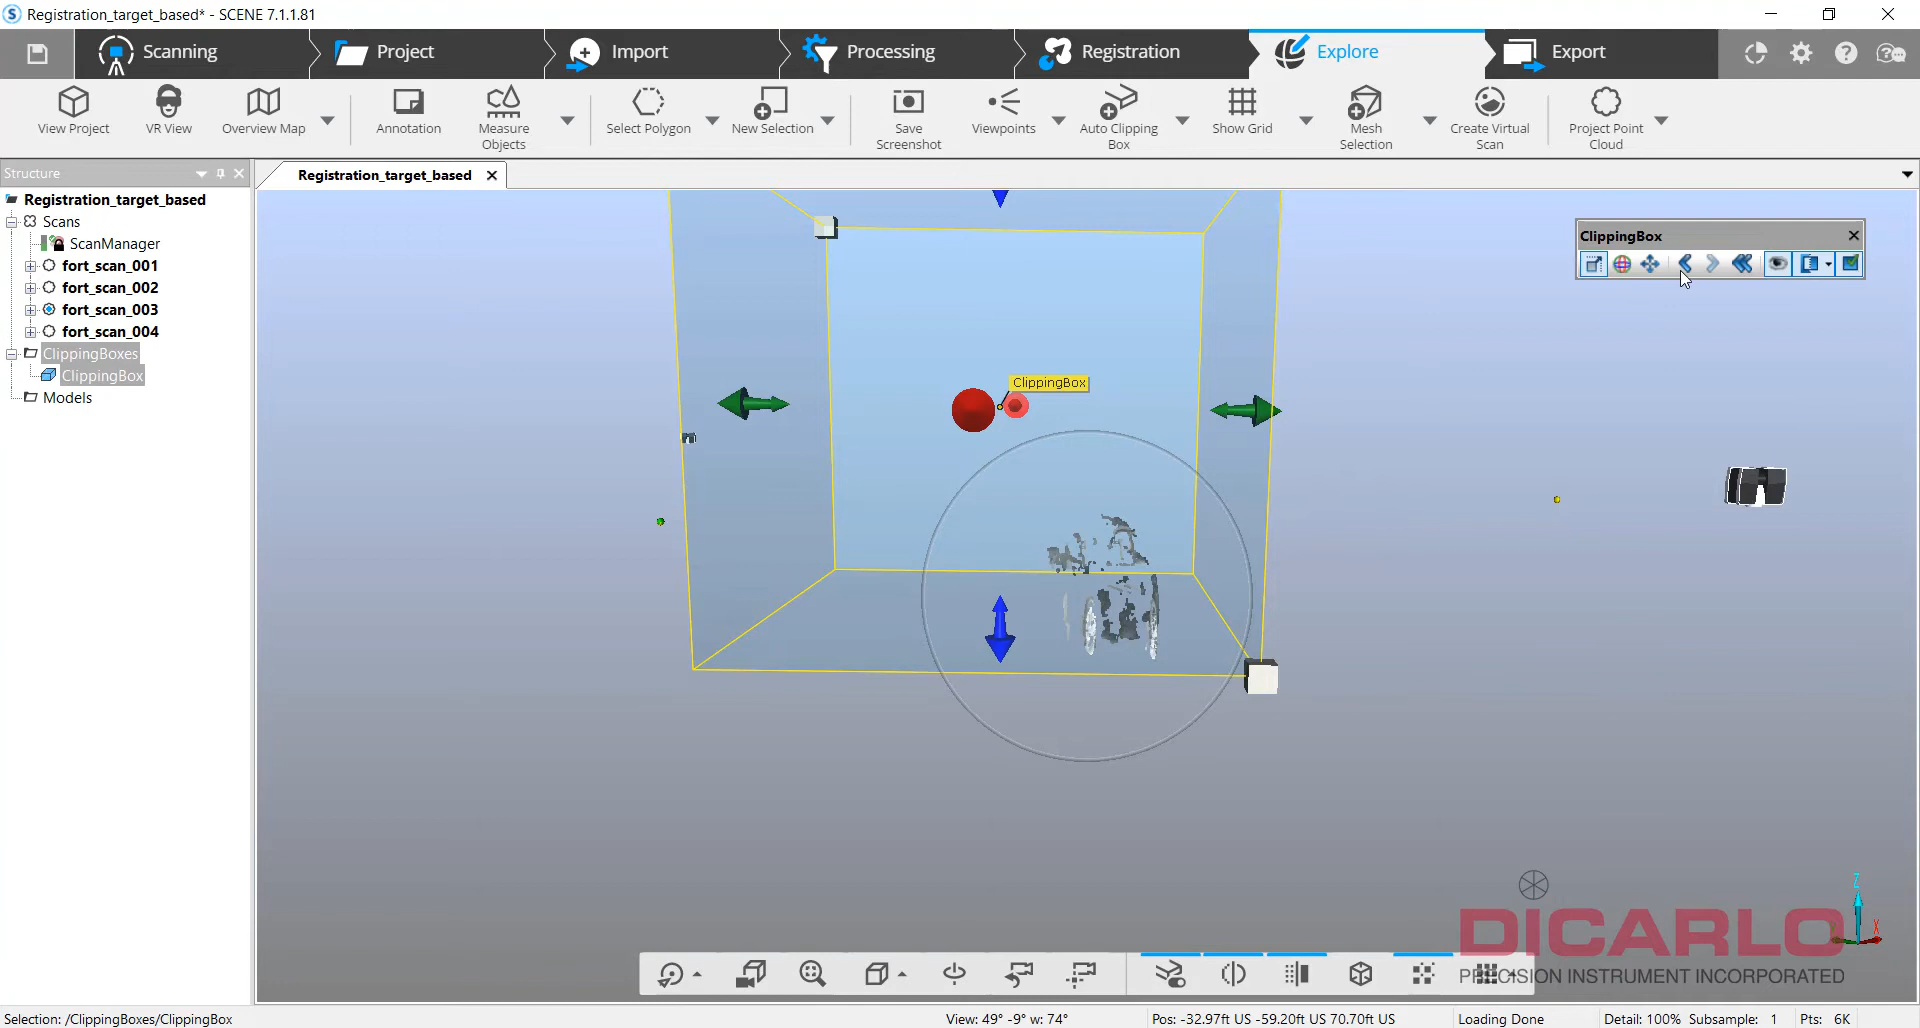 Registration_target_based* - SCENE 7.1.1.81
Scanning
Project
Import
Processing
Registration
Explore
Export
View Project
VR View
Overview Map
Annotation
Measure Objects
Select Polygon
New Selection
Save Screenshot
Viewpoints
Auto Clipping Box
Show Grid
Mesh Selection
Create Virtual Scan
Project Point Cloud
Structure
Registration_target_based
Registration_target_based
Scans
ScanManager
fort_scan_001
fort_scan_002
fort_scan_003
fort_scan_004
ClippingBoxes
ClippingBox
Models
ClippingBox
ClippingBox
Z
X
DICARLO
PRECISION INSTRUMENT INCORPORATED
Selection: /ClippingBoxes/ClippingBox
View: 49° -9° w: 74°
Pos: -32.97ft US -59.20ft US 70.70ft US
Loading Done
Detail: 100% Subsample: 1
Pts: 6K